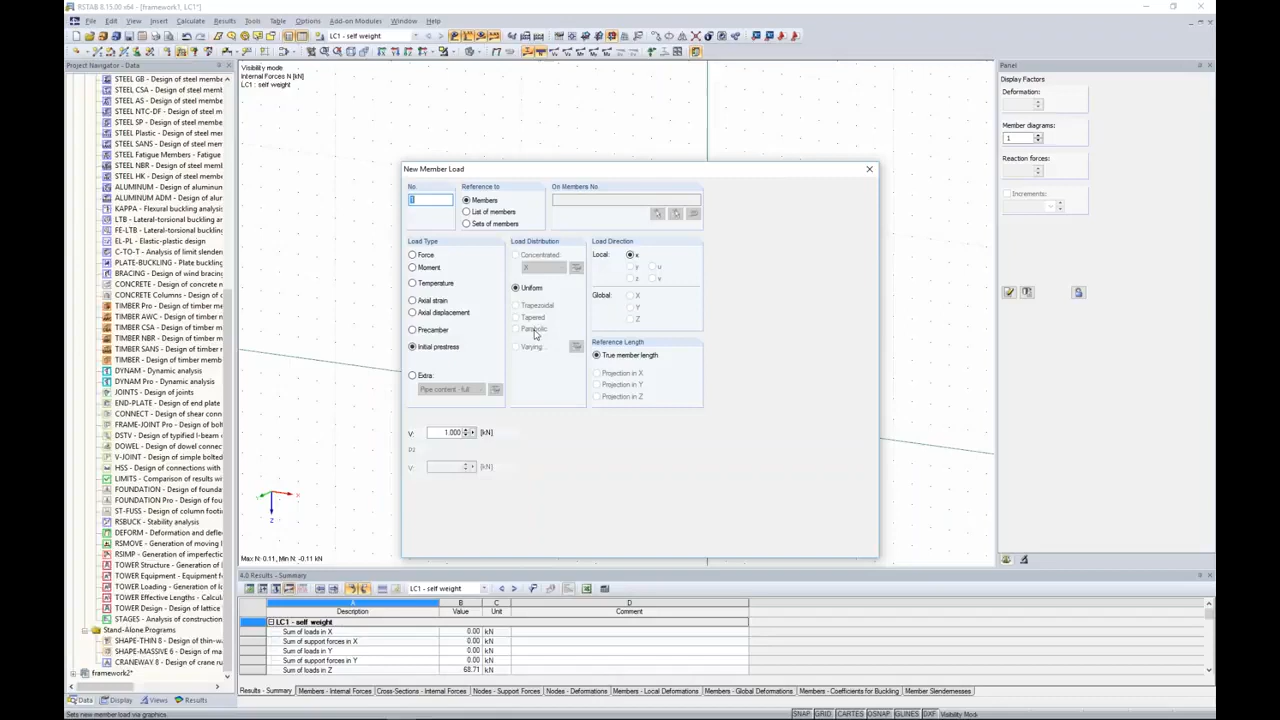 RSTAB 8.15.00 x64 - [framework1, LC1*]
File Edit View Insert Calculate Results Tools Table Options Add-on Modules Window Help
LC1 - self weight
Project Navigator - Data
STEEL GB - Design of steel membe
STEEL CSA - Design of steel memb
STEEL AS - Design of steel membe
STEEL NTC-DF - Design of steel me
STEEL SP - Design of steel membe
STEEL Plastic - Design of steel me
STEEL SANS - Design of steel mem
STEEL Fatigue Members - Fatigue
STEEL NBR - Design of steel memb
STEEL HK - Design of steel membe
ALUMINUM - Design of aluminum
ALUMINUM ADM - Design of alum
KAPPA - Flexural buckling analysis
LTB - Lateral-torsional buckling ar
FE-LTB - Lateral-torsional buckling
EL-PL - Elastic-plastic design
C-TO-T - Analysis of limit slender
PLATE-BUCKLING - Plate buckling
BRACING - Design of wind bracing
CONCRETE - Design of concrete m
CONCRETE Columns - Design of c
TIMBER Pro - Design of timber me
TIMBER AWC - Design of timber m
TIMBER CSA - Design of timber me
TIMBER NBR - Design of timber me
TIMBER SANS - Design of timber m
TIMBER - Design of timber membe
DYNAM - Dynamic analysis
DYNAM Pro - Dynamic analysis
JOINTS - Design of joints
END-PLATE - Design of end plate
CONNECT - Design of shear conne
FRAME-JOINT Pro - Design of joint
DSTV - Design of typified I-beam c
DOWEL - Design of dowel connect
V-JOINT - Design of simple bolted
HSS - Design of connections with
LIMITS - Comparison of results wi
FOUNDATION - Design of foundati
FOUNDATION Pro - Design of foun
ST-FUSS - Design of column footin
RSBUCK - Stability analysis
DEFORM - Deformation and defle
RSMOVE - Generation of moving l
RSIMP - Generation of imperfectio
TOWER Structure - Generation of l
TOWER Equipment - Equipment f
TOWER Loading - Generation of lo
TOWER Effective Lengths - Calcula
TOWER Design - Design of lattice
STAGES - Analysis of construction
Stand-Alone Programs
SHAPE-THIN 8 - Design of thin-wa
SHAPE-MASSIVE 6 - Design of mas
CRANEWAY 8 - Design of crane ru
framework2*
Data Display Views Results
Sets new member load via graphics
Visibility mode
Internal Forces N [kN]
LC1 : self weight
X
Y
Z
Max N: 0.11, Min N: -0.11 kN
New Member Load
No.
1
Reference to
Members
List of members
Sets of members
On Members No.
Load Type
Force
Moment
Temperature
Axial strain
Axial displacement
Precamber
Initial prestress
Extra:
Pipe content - full
Load Distribution
Concentrated:
X
Uniform
Trapezoidal
Tapered
Parabolic
Varying...
Load Direction
Local: x
y u
z v
Global: X
Y
Z
Reference Length
True member length
Projection in X
Projection in Y
Projection in Z
V: 1.000 [kN]
V: [kN]
Panel
Display Factors
Deformation:
Member diagrams:
1
Reaction forces:
Increments:
4.0 Results - Summary
LC1 - self weight
A B C D
Description Value Unit Comment
LC1 - self weight
Sum of loads in X 0.00 kN
Sum of support forces in X 0.00 kN
Sum of loads in Y 0.00 kN
Sum of support forces in Y 0.00 kN
Sum of loads in Z 68.71 kN
Results - Summary Members - Internal Forces Cross-Sections - Internal Forces Nodes - Support Forces Nodes - Deformations Members - Local Deformations Members - Global Deformations Members - Coefficients for Buckling Member Slendernesses
SNAP GRID CARTES OSNAP GLINES DXF Visibility Mode